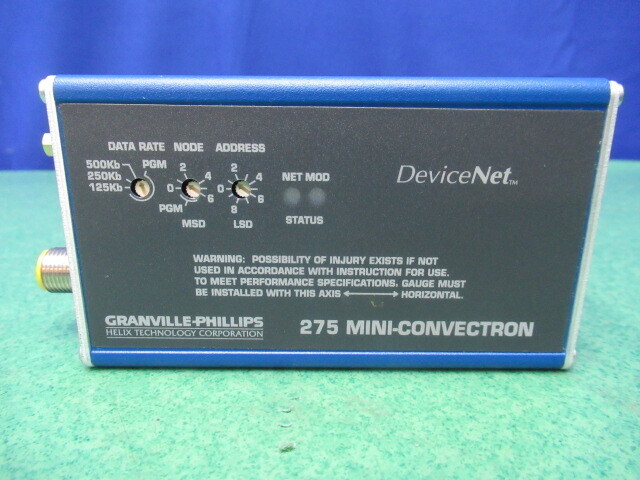 DATA RATE NODE ADDRESS
500Kb PGM 2 2
250Kb 0 4 0 4
125Kb 6 6
PGM 8
MSD LSD
NET MOD
STATUS
DeviceNet™
WARNING: POSSIBILITY OF INJURY EXISTS IF NOT
USED IN ACCORDANCE WITH INSTRUCTION FOR USE.
TO MEET PERFORMANCE SPECIFICATIONS, GAUGE MUST
BE INSTALLED WITH THIS AXIS ⟷ HORIZONTAL.
GRANVILLE-PHILLIPS
HELIX TECHNOLOGY CORPORATION
275 MINI-CONVECTRON